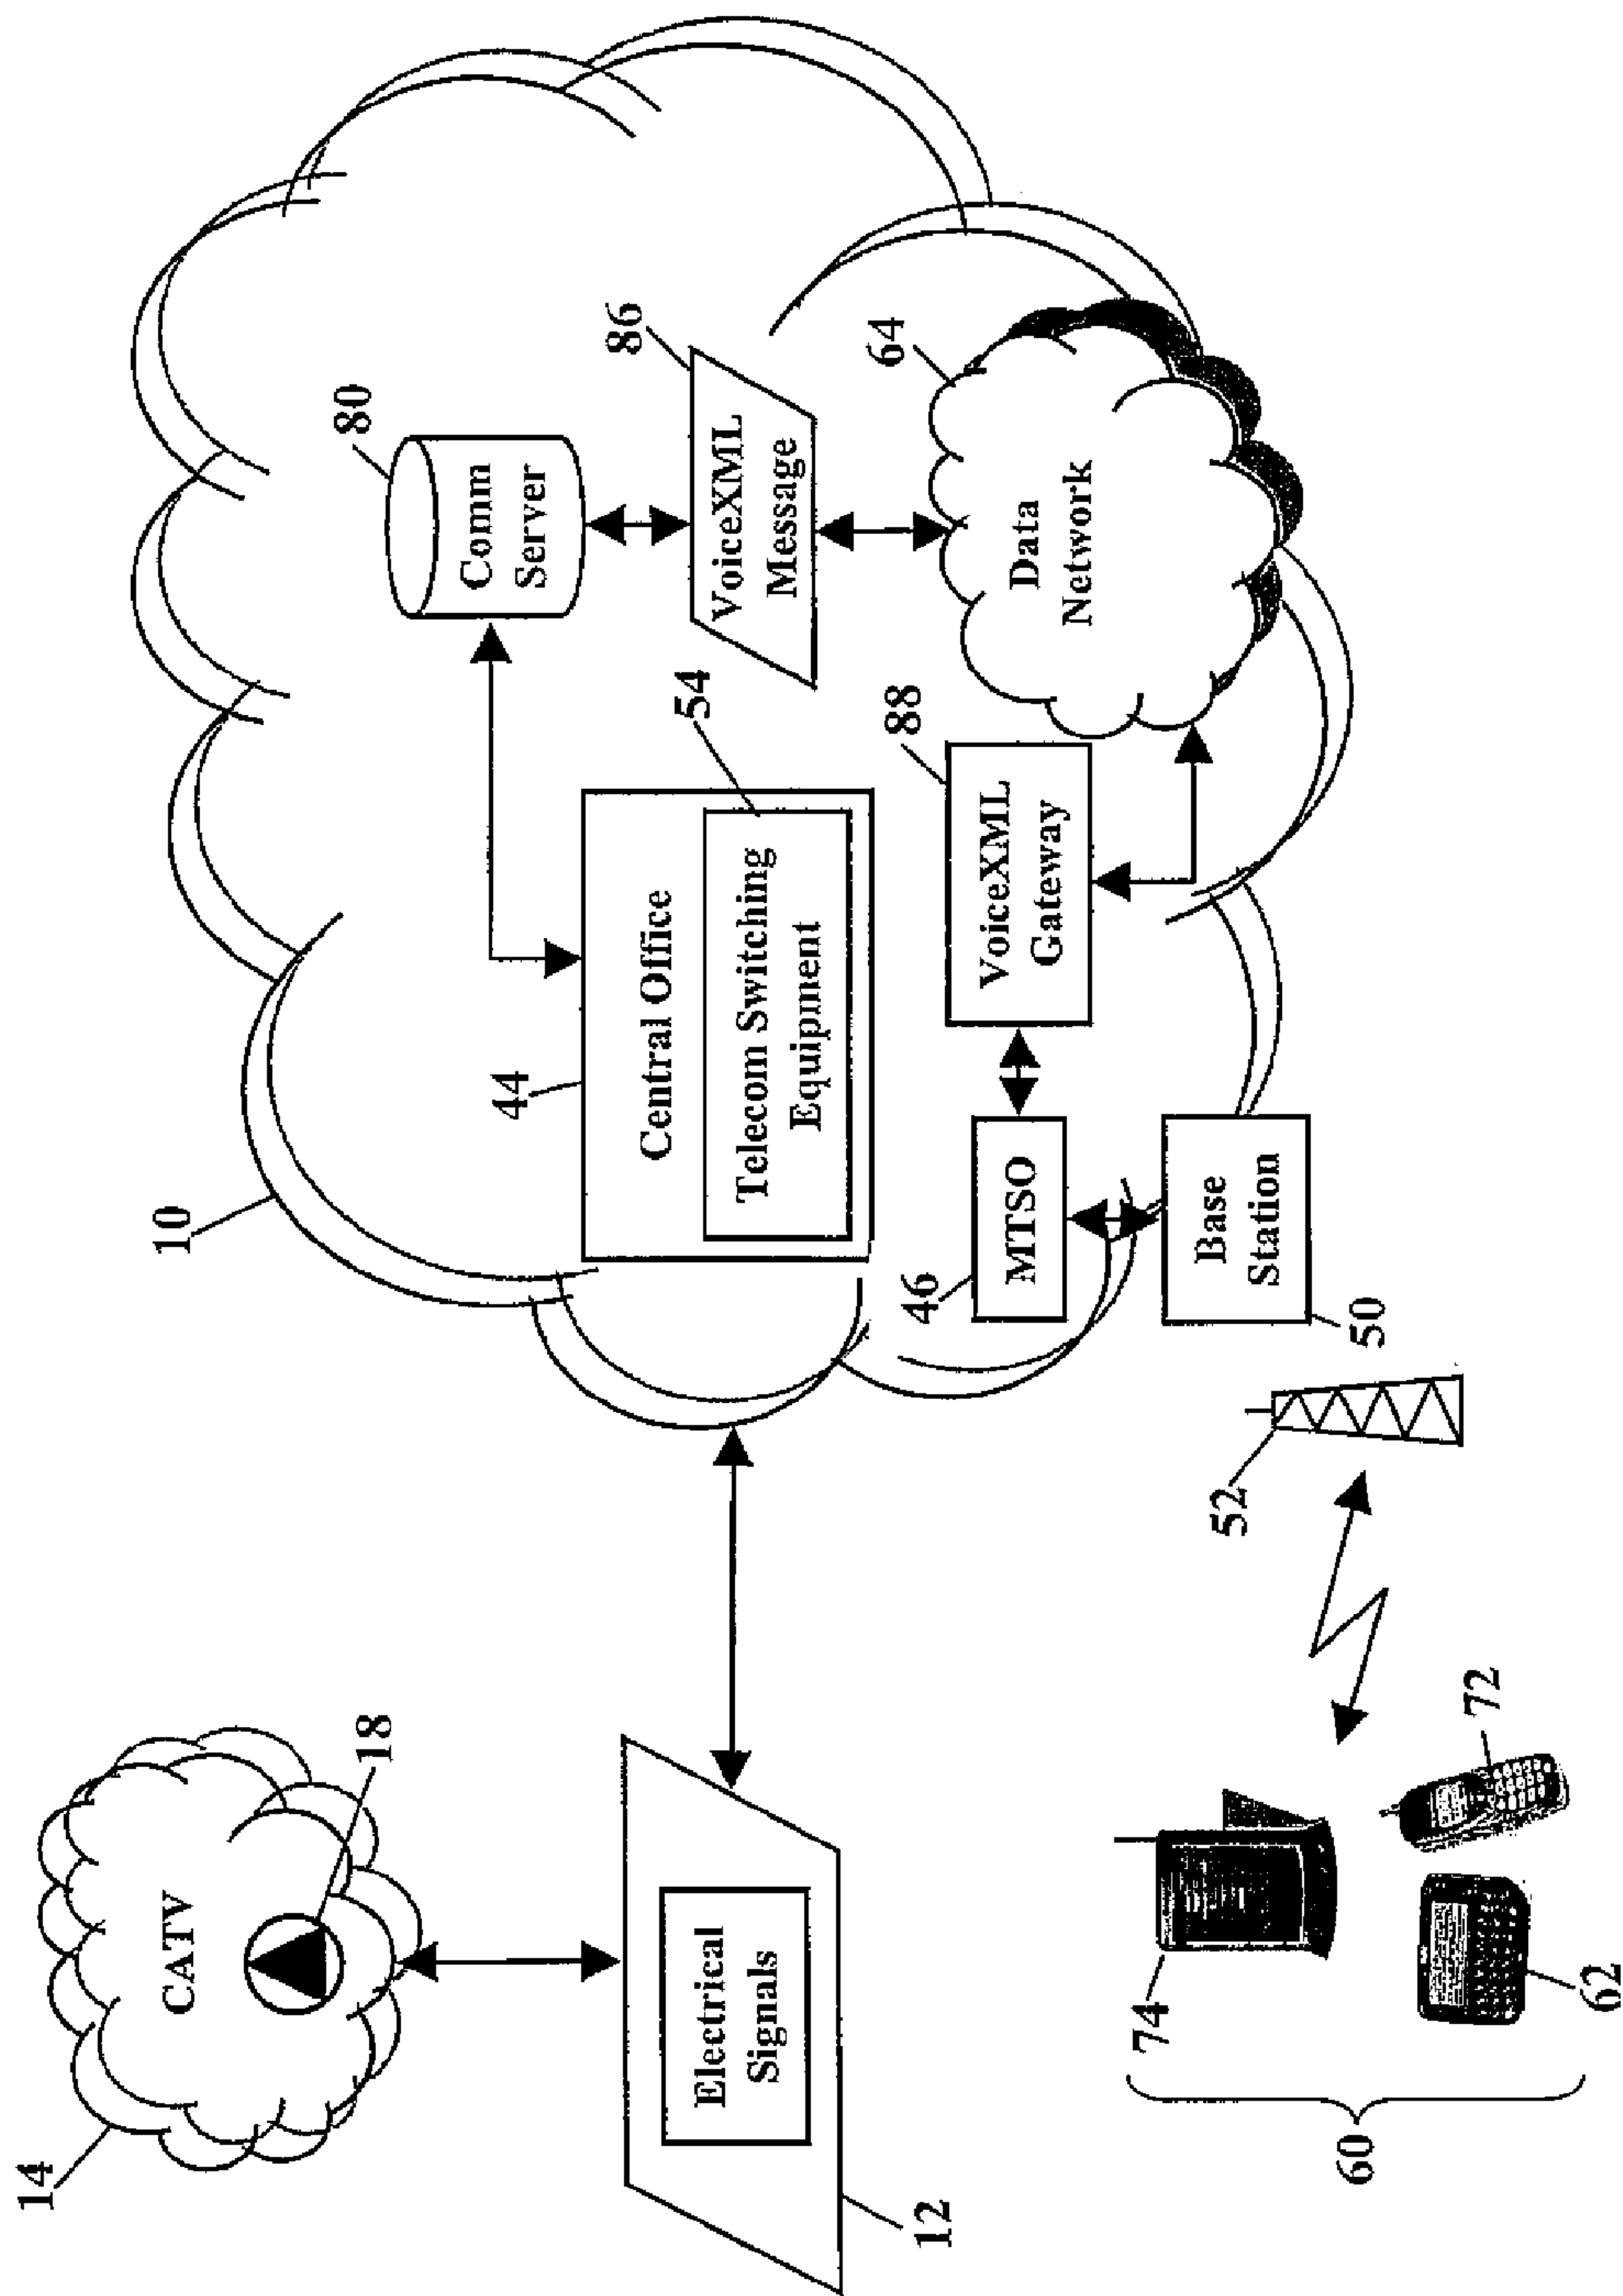 14
CATV
18
10
80
Comm
Server
44
Central Office
54
Telecom Switching
Equipment
86
VoiceXML
Message
12
Electrical
Signals
46
MTSO
88
VoiceXML
Gateway
64
Data
Network
Base
Station
50
52
74
72
62
60